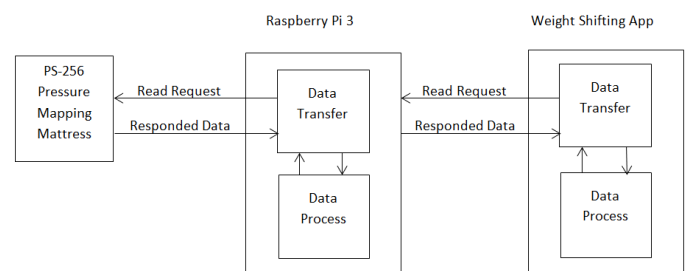 Raspberry Pi 3
Weight Shifting App
PS-256
Pressure
Mapping
Mattress
Read Request
Responded Data
Data
Transfer
Data
Process
Read Request
Responded Data
Data
Transfer
Data
Process